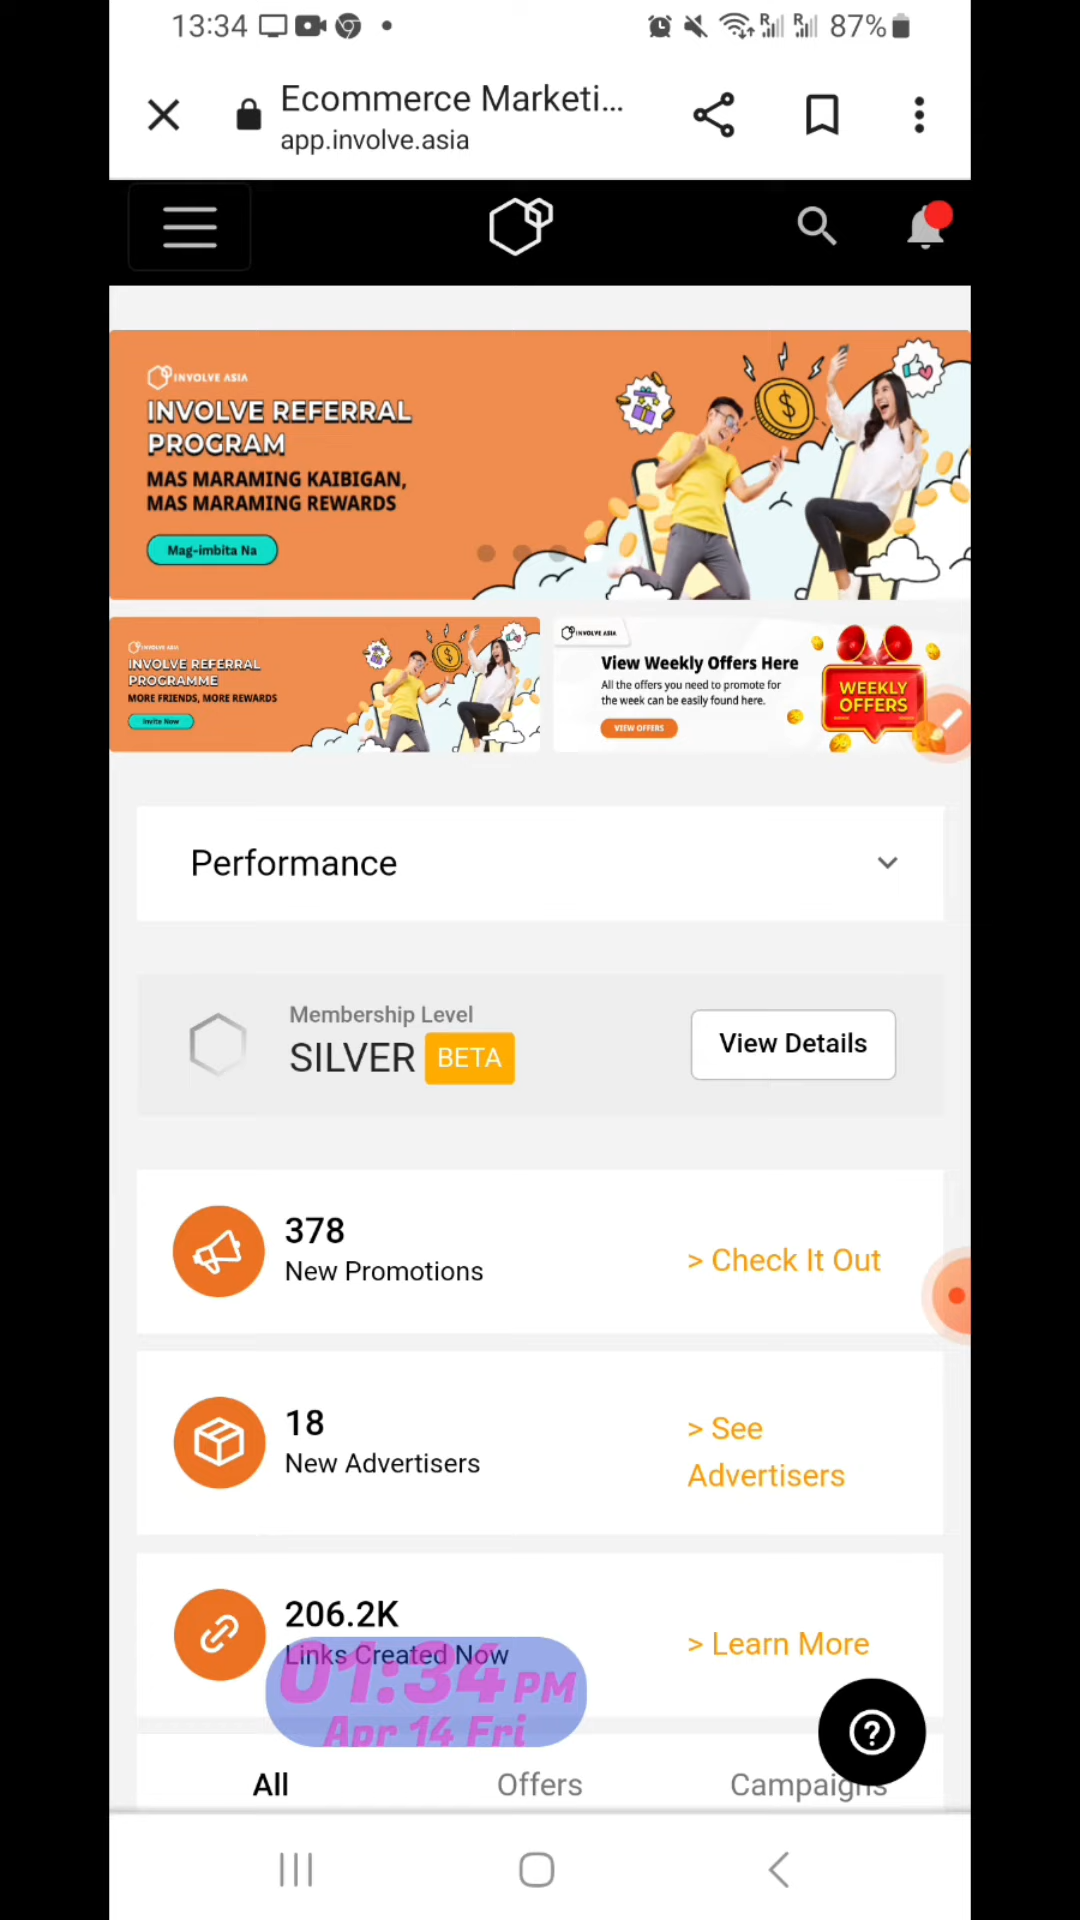 13:34
87%
Ecommerce Marketi...
app.involve.asia
INVOLVE ASIA
INVOLVE REFERRAL
PROGRAM
MAS MARAMING KAIBIGAN,
MAS MARAMING REWARDS
Mag-imbita Na
INVOLVE ASIA
INVOLVE REFERRAL
PROGRAMME
MORE FRIENDS, MORE REWARDS
Invite Now
INVOLVE ASIA
View Weekly Offers Here
All the offers you need to promote for
the week can be easily found here.
VIEW OFFERS
WEEKLY
OFFERS
Performance
Membership Level
SILVER BETA
View Details
378
New Promotions
> Check It Out
18
New Advertisers
> See
Advertisers
206.2K
Links Created Now
> Learn More
01:34 PM
Apr 14 Fri
All
Offers
Campaigns